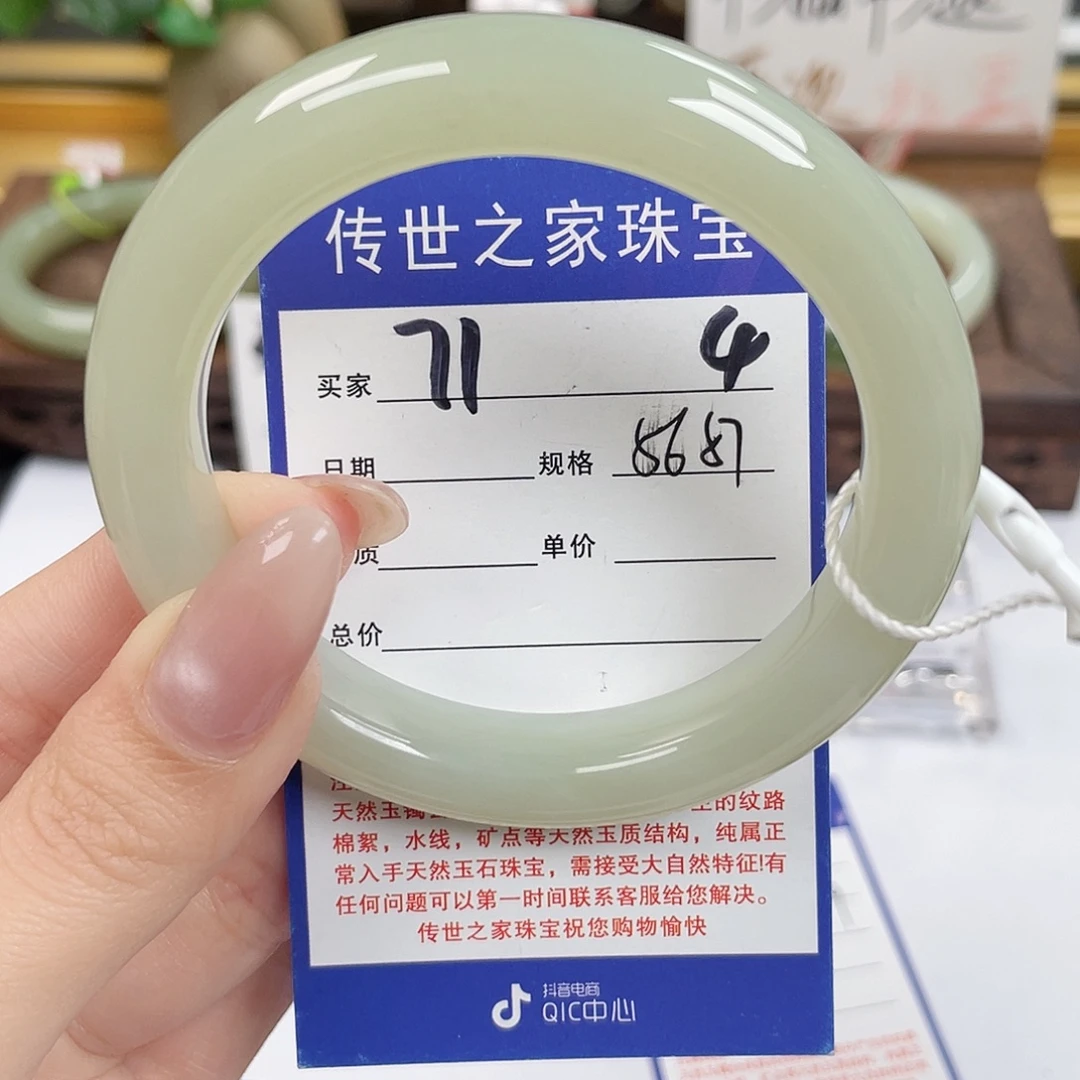 传世之家珠宝
买家 71 4
日期 规格 8687
质 单价
总价
天然玉镯 的纹路
棉絮，水线，矿点等天然玉质结构，纯属正
常入手天然玉石珠宝，需接受大自然特征!有
任何问题可以第一时间联系客服给您解决。
传世之家珠宝祝您购物愉快
抖音电商
QIC中心